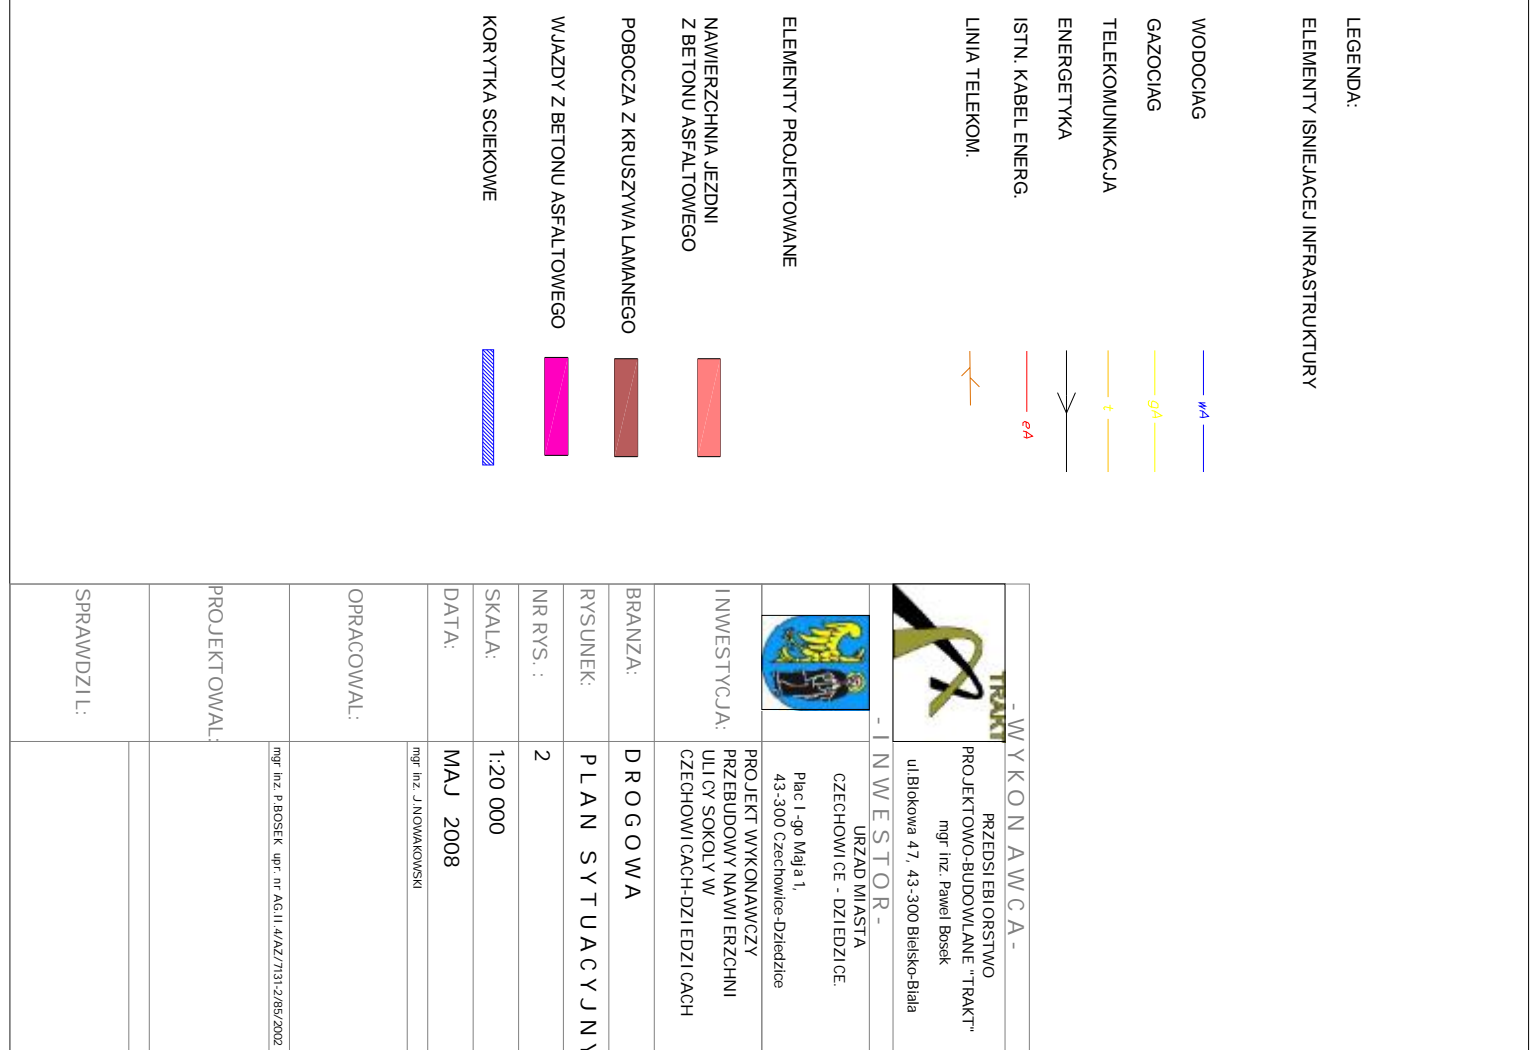 LEGENDA:
ELEMENTY ISNIEJACEJ INFRASTRUKTURY
WODOCIAG
wA
GAZOCIAG
gA
TELEKOMUNIKACJA
t
ENERGETYKA
ISTN. KABEL ENERG.
eA
LINIA TELEKOM.
ELEMENTY PROJEKTOWANE
NAWIERZCHNIA JEZDNI
Z BETONU ASFALTOWEGO
POBOCZA Z KRUSZYWA LAMANEGO
WJAZDY Z BETONU ASFALTOWEGO
KORYTKA SCIEKOWE
- WYKONAWCA -
TRAKT
PRZEDSIEBIORSTWO
PROJEKTOWO-BUDOWLANE "TRAKT"
mgr inz. Pawel Bosek
ul.Blokowa 47, 43-300 Bielsko-Biala
- INWESTOR -
URZAD MIASTA
CZECHOWICE - DZIEDZICE.
Plac I-go Maja 1,
43-300 Czechowice-Dziedzice
INWESTYCJA:
PROJEKT WYKONAWCZY
PRZEBUDOWY NAWIERZCHNI
ULICY SOKOLY W
CZECHOWICACH-DZIEDZICACH
BRANZA:
DROGOWA
RYSUNEK:
PLAN SYTUACYJNY
NR RYS. :
2
SKALA:
1:20 000
DATA:
MAJ 2008
OPRACOWAL:
mgr inz. J.NOWAKOWSKI
PROJEKTOWAL:
mgr inz. P.BOSEK upr. nr AG.II.4/AZ/7131-2/85/2002
SPRAWDZIL: